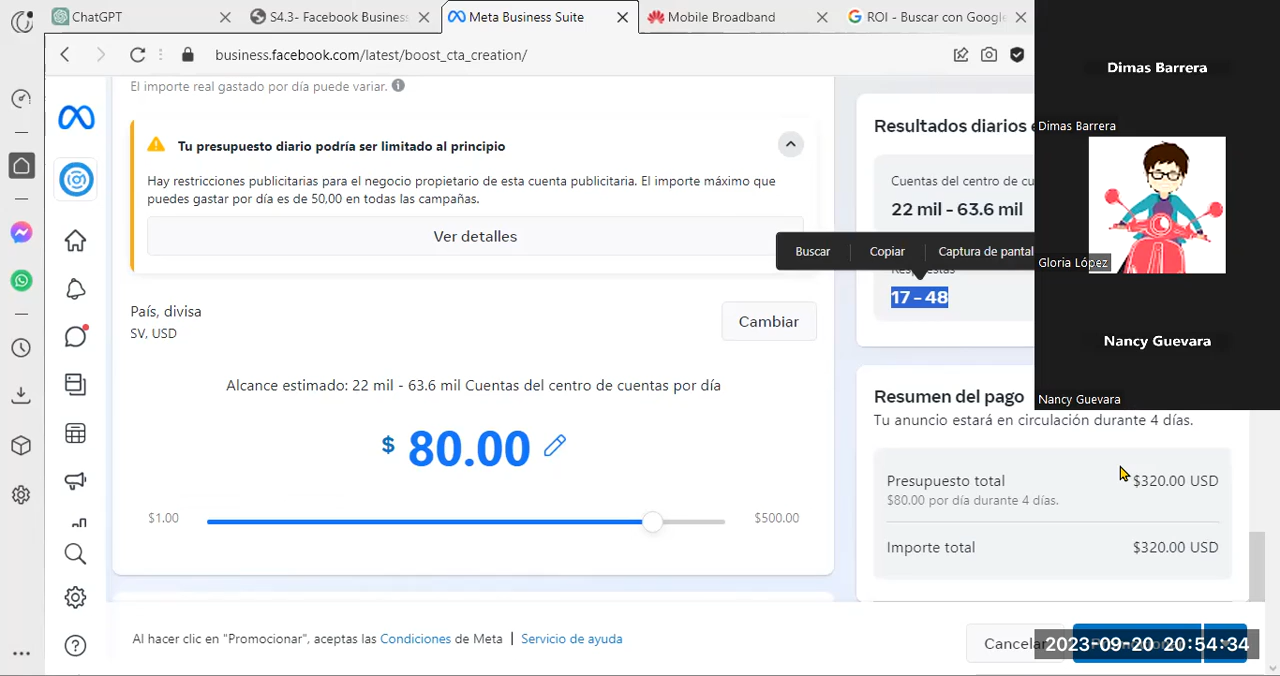 ChatGPT
S4.3- Facebook Business
Meta Business Suite
Mobile Broadband
ROI - Buscar con Google
business.facebook.com/latest/boost_cta_creation/
El importe real gastado por día puede variar.
Tu presupuesto diario podría ser limitado al principio
Hay restricciones publicitarias para el negocio propietario de esta cuenta publicitaria. El importe máximo que
puedes gastar por día es de 50,00 en todas las campañas.
Ver detalles
País, divisa
SV, USD
Cambiar
Alcance estimado: 22 mil - 63.6 mil Cuentas del centro de cuentas por día
$ 80.00
$1.00
$500.00
Al hacer clic en "Promocionar", aceptas las Condiciones de Meta | Servicio de ayuda
Resultados diarios
Cuentas del centro de
22 mil - 63.6 mil
Buscar
Copiar
Captura de
17 – 48
Resumen del pago
Tu anuncio estará en circulación durante 4 días.
Presupuesto total
$320.00 USD
$80.00 por día durante 4 días.
Importe total
$320.00 USD
Cancelar
2023-09-20 20:54:34
Dimas Barrera
Dimas Barrera
Gloria López
Nancy Guevara
Nancy Guevara